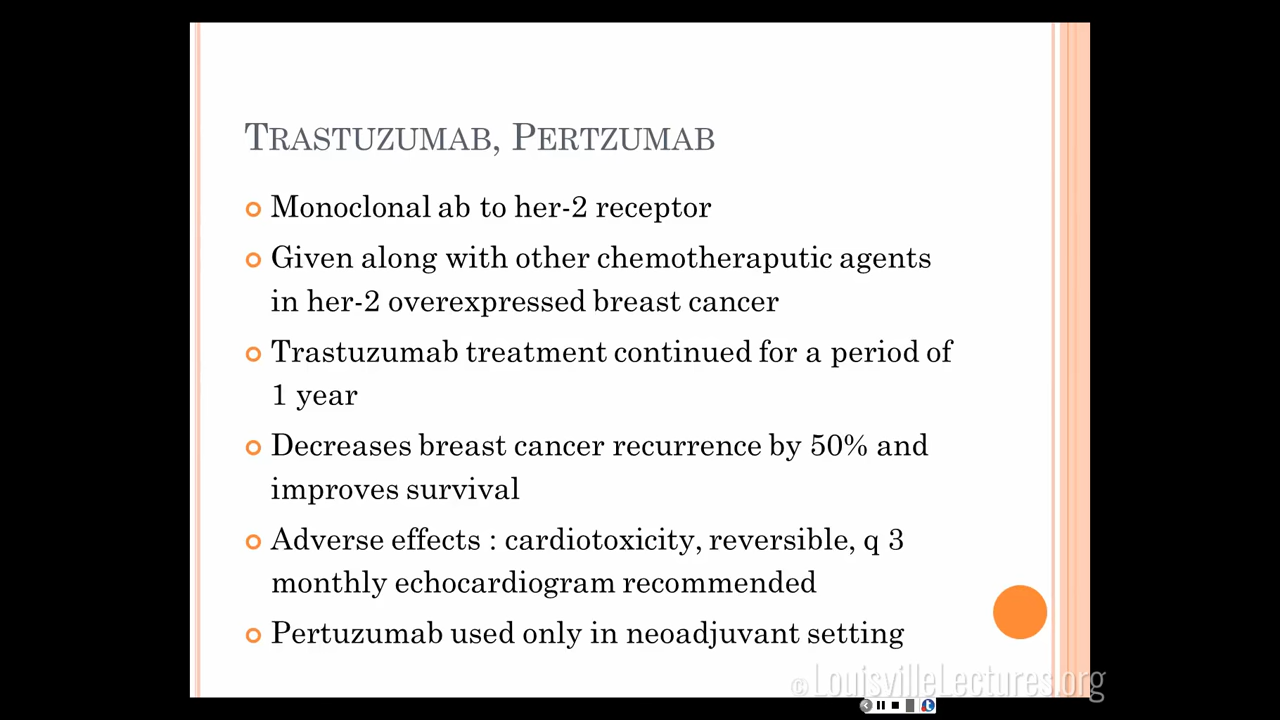 TRASTUZUMAB, PERTZUMAB
Monoclonal ab to her-2 receptor
Given along with other chemotheraputic agents
in her-2 overexpressed breast cancer
Trastuzumab treatment continued for a period of
1 year
Decreases breast cancer recurrence by 50% and
improves survival
Adverse effects : cardiotoxicity, reversible, q 3
monthly echocardiogram recommended
Pertuzumab used only in neoadjuvant setting
© LouisvilleLectures.org